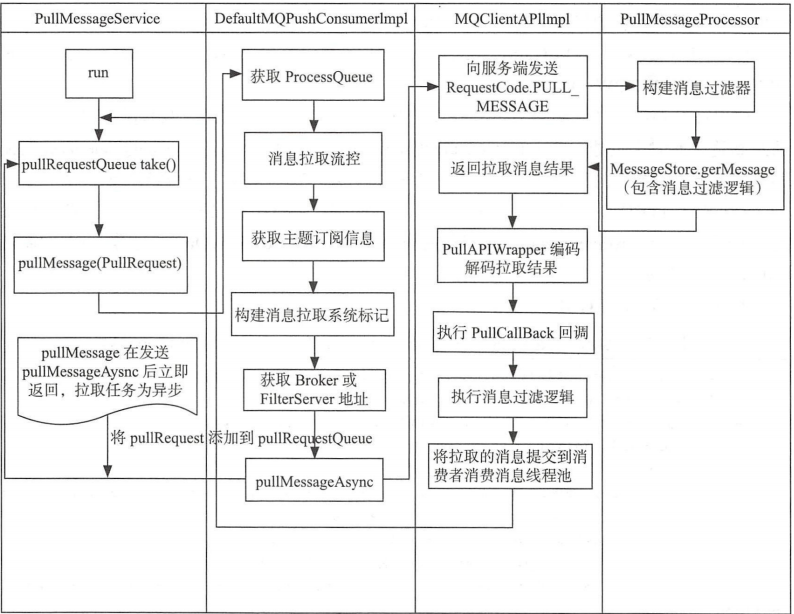 PullMessageService
DefaultMQPushConsumerImpl
MQClientAPIImpl
PullMessageProcessor
run
pullRequestQueue take()
pullMessage(PullRequest)
pullMessage 在发送
pullMessageAysnc 后立即
返回，拉取任务为异步
将 pullRequest 添加到 pullRequestQueue
获取 ProcessQueue
消息拉取流控
获取主题订阅信息
构建消息拉取系统标记
获取 Broker 或
FilterServer 地址
pullMessageAsync
向服务端发送
RequestCode.PULL_
MESSAGE
返回拉取消息结果
PullAPIWrapper 编码
解码拉取结果
执行 PullCallBack 回调
执行消息过滤逻辑
将拉取的消息提交到消
费者消费消息线程池
构建消息过滤器
MessageStore.gerMessage
（包含消息过滤逻辑）